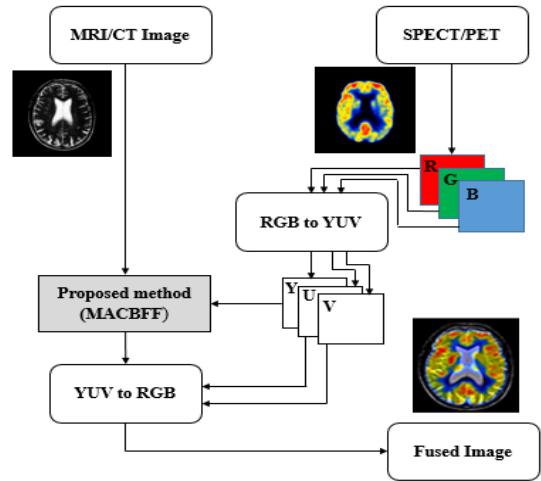 MRI/CT Image
SPECT/PET
R
G
B
RGB to YUV
Y
U
V
Proposed method
(MACBFF)
YUV to RGB
Fused Image